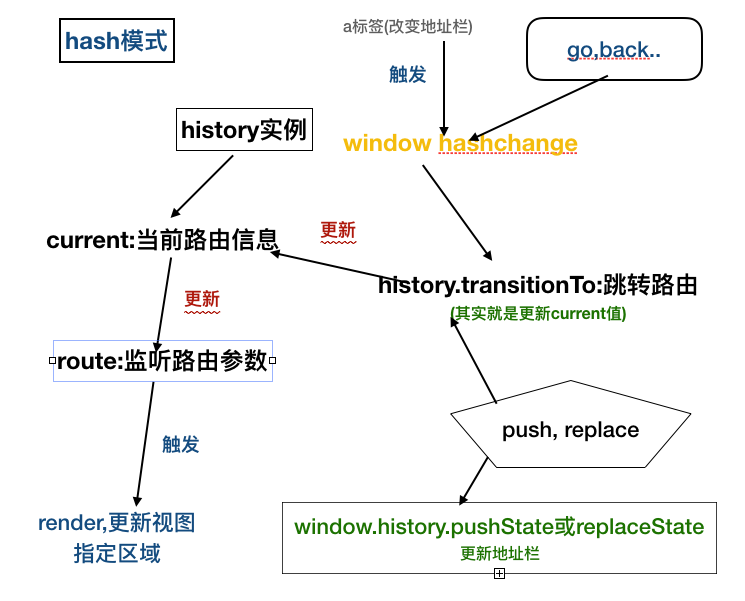 hash模式
a标签(改变地址栏)
go,back..
触发
history实例
window hashchange
更新
current:当前路由信息
history.transitionTo:跳转路由
(其实就是更新current值)
更新
route:监听路由参数
push, replace
触发
render,更新视图
指定区域
window.history.pushState或replaceState
更新地址栏